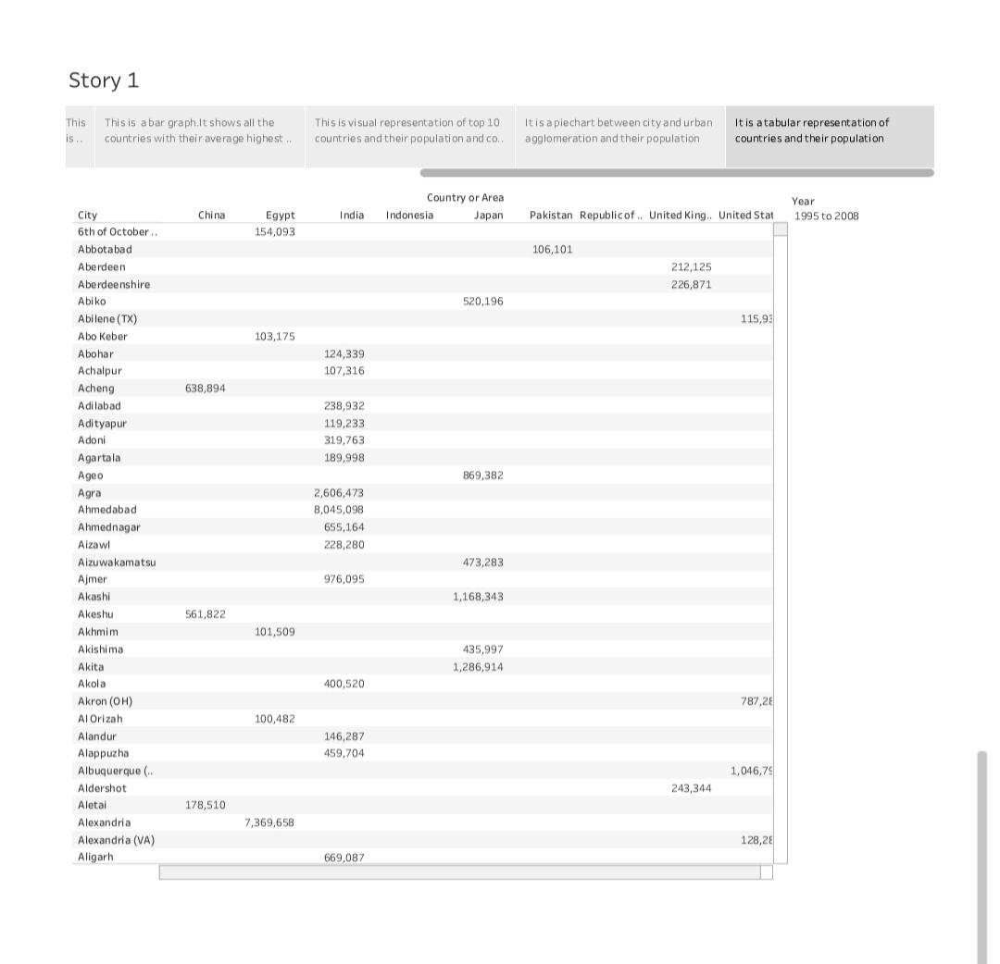 Story 1
This is ..
This is a bar graph.It shows all the countries with their average highest ..
This is visual representation of top 10 countries and their population and co..
It is a piechart between city and urban agglomeration and their population
It is a tabular representation of countries and their population
Country or Area
Year
City China Egypt India Indonesia Japan Pakistan Republic of .. United King.. United Stat
1995 to 2008
6th of October .. 154,093
Abbotabad 106,101
Aberdeen 212,125
Aberdeenshire 226,871
Abiko 520,196
Abilene (TX) 115,93
Abo Keber 103,175
Abohar 124,339
Achalpur 107,316
Acheng 638,894
Adilabad 238,932
Adityapur 119,233
Adoni 319,763
Agartala 189,998
Ageo 869,382
Agra 2,606,473
Ahmedabad 8,045,098
Ahmednagar 655,164
Aizawl 228,280
Aizuwakamatsu 473,283
Ajmer 976,095
Akashi 1,168,343
Akeshu 561,822
Akhmim 101,509
Akishima 435,997
Akita 1,286,914
Akola 400,520
Akron (OH) 787,28
Al Orizah 100,482
Alandur 146,287
Alappuzha 459,704
Albuquerque (.. 1,046,79
Aldershot 243,344
Aletai 178,510
Alexandria 7,369,658
Alexandria (VA) 128,28
Aligarh 669,087